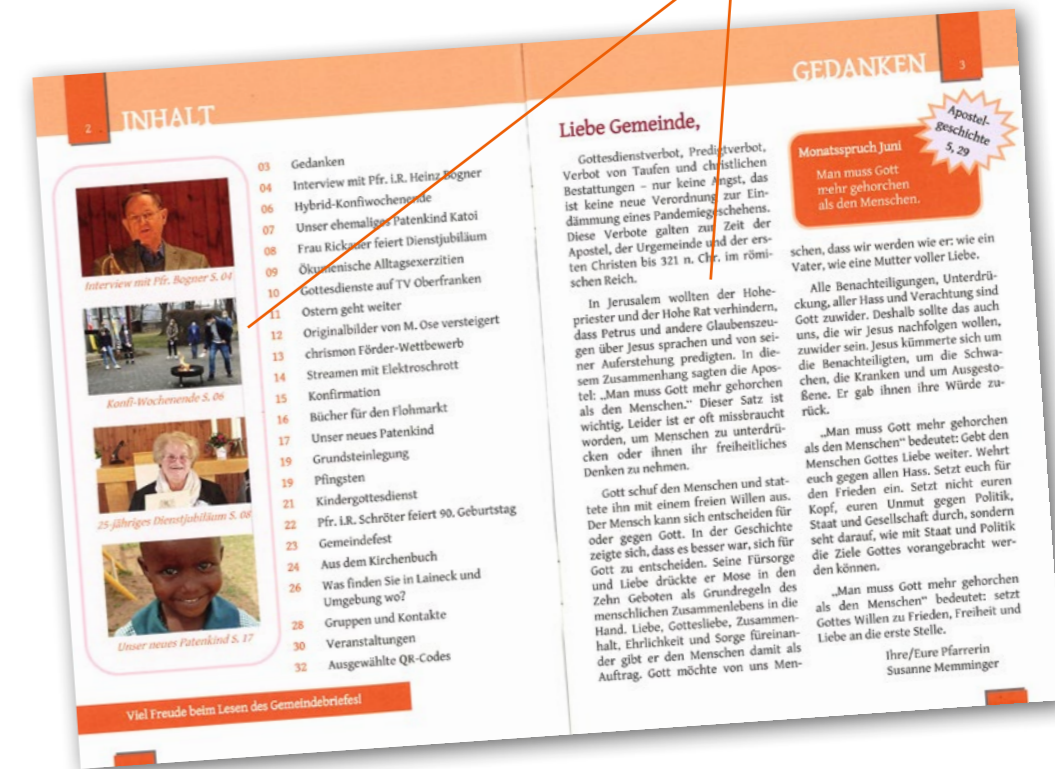 2
INHALT
Interview mit Pfr. Bogner S. 04
Konfi-Wochenende S. 06
25-jähriges Dienstjubiläum S. 08
Unser neues Patenkind S. 17
03 Gedanken
04 Interview mit Pfr. i.R. Heinz Bogner
06 Hybrid-Konfiwochenende
07 Unser ehemaliges Patenkind Katoi
08 Frau Rickauer feiert Dienstjubiläum
09 Ökumenische Alltagsexerzitien
10 Gottesdienste auf TV Oberfranken
11 Ostern geht weiter
12 Originalbilder von M. Ose versteigert
13 chrismon Förder-Wettbewerb
14 Streamen mit Elektroschrott
15 Konfirmation
16 Bücher für den Flohmarkt
17 Unser neues Patenkind
19 Grundsteinlegung
19 Pfingsten
21 Kindergottesdienst
22 Pfr. i.R. Schröter feiert 90. Geburtstag
23 Gemeindefest
24 Aus dem Kirchenbuch
26 Was finden Sie in Laineck und
Umgebung wo?
28 Gruppen und Kontakte
30 Veranstaltungen
32 Ausgewählte QR-Codes
Viel Freude beim Lesen des Gemeindebriefes!
GEDANKEN
3
Liebe Gemeinde,
Gottesdienstverbot, Predigtverbot,
Verbot von Taufen und christlichen
Bestattungen – nur keine Angst, das
ist keine neue Verordnung zur Ein-
dämmung eines Pandemiegeschehens.
Diese Verbote galten zur Zeit der
Apostel, der Urgemeinde und der ers-
ten Christen bis 321 n. Chr. im römi-
schen Reich.
In Jerusalem wollten der Hohe-
priester und der Hohe Rat verhindern,
dass Petrus und andere Glaubenszeu-
gen über Jesus sprachen und von sei-
ner Auferstehung predigten. In die-
sem Zusammenhang sagten die Apos-
tel: „Man muss Gott mehr gehorchen
als den Menschen.“ Dieser Satz ist
wichtig. Leider ist er oft missbraucht
worden, um Menschen zu unterdrü-
cken oder ihnen ihr freiheitliches
Denken zu nehmen.
Gott schuf den Menschen und stat-
tete ihn mit einem freien Willen aus.
Der Mensch kann sich entscheiden für
oder gegen Gott. In der Geschichte
zeigte sich, dass es besser war, sich für
Gott zu entscheiden. Seine Fürsorge
und Liebe drückte er Mose in den
Zehn Geboten als Grundregeln des
menschlichen Zusammenlebens in die
Hand. Liebe, Gottesliebe, Zusammen-
halt, Ehrlichkeit und Sorge füreinan-
der gibt er den Menschen damit als
Auftrag. Gott möchte von uns Men-
Monatsspruch Juni
Man muss Gott
mehr gehorchen
als den Menschen.
Apostel-
geschichte
5, 29
schen, dass wir werden wie er: wie ein
Vater, wie eine Mutter voller Liebe.
Alle Benachteiligungen, Unterdrü-
ckung, aller Hass und Verachtung sind
Gott zuwider. Deshalb sollte das auch
uns, die wir Jesus nachfolgen wollen,
zuwider sein. Jesus kümmerte sich um
die Benachteiligten, um die Schwa-
chen, die Kranken und um Ausgesto-
ßene. Er gab ihnen ihre Würde zu-
rück.
„Man muss Gott mehr gehorchen
als den Menschen“ bedeutet: Gebt den
Menschen Gottes Liebe weiter. Wehrt
euch gegen allen Hass. Setzt euch für
den Frieden ein. Setzt nicht euren
Kopf, euren Unmut gegen Politik,
Staat und Gesellschaft durch, sondern
seht darauf, wie mit Staat und Politik
die Ziele Gottes vorangebracht wer-
den können.
„Man muss Gott mehr gehorchen
als den Menschen“ bedeutet: setzt
Gottes Willen zu Frieden, Freiheit und
Liebe an die erste Stelle.
Ihre/Eure Pfarrerin
Susanne Memminger